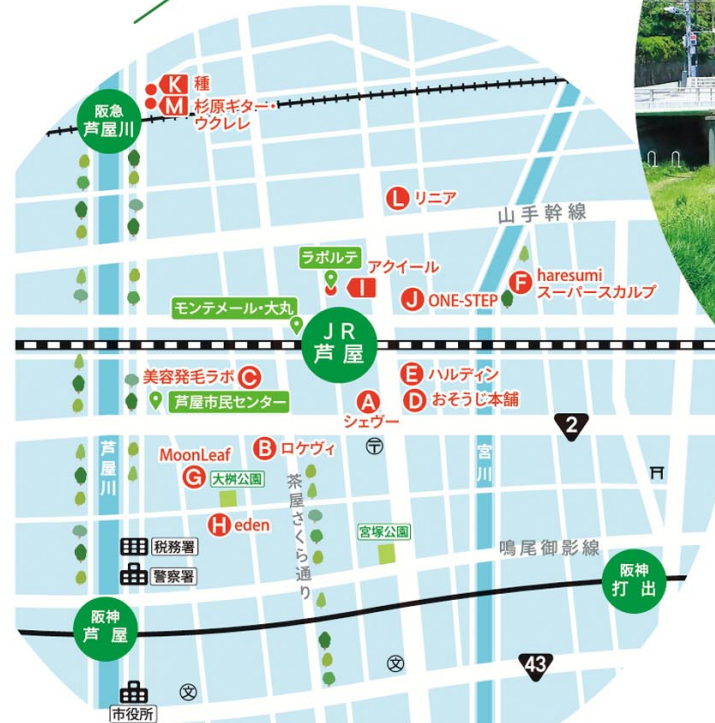 K 種
M 杉原ギター・
ウクレレ
阪急
芦屋川
L リニア
山手幹線
ラポルテ
アクイール
I
J ONE-STEP
F haresumi
スーパースカルプ
モンテメール・大丸
JR
芦屋
美容発毛ラボ C
芦屋市民センター
E ハルディン
D おそうじ本舗
A
シェヴー
2
芦屋川
MoonLeaf
G
大桝公園
B ロケヴィ
〒
宮川
茶屋さくら通り
H eden
宮塚公園
鳴尾御影線
税務署
警察署
阪神
打出
阪神
芦屋
文
文
43
市役所